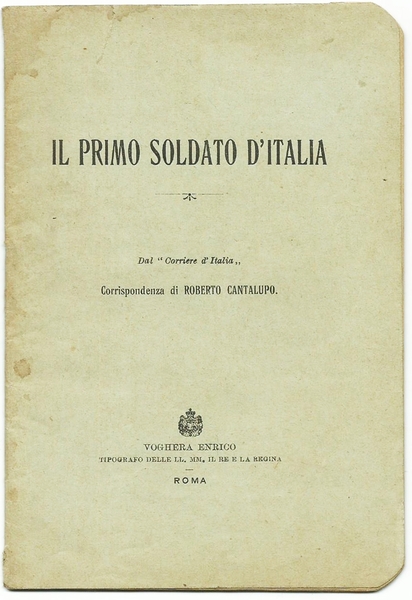 IL PRIMO SOLDATO D'ITALIA
Dal "Corriere d'Italia„
Corrispondenza di ROBERTO CANTALUPO.
VOGHERA ENRICO
TIPOGRAFO DELLE LL. MM. IL RE E LA REGINA
ROMA